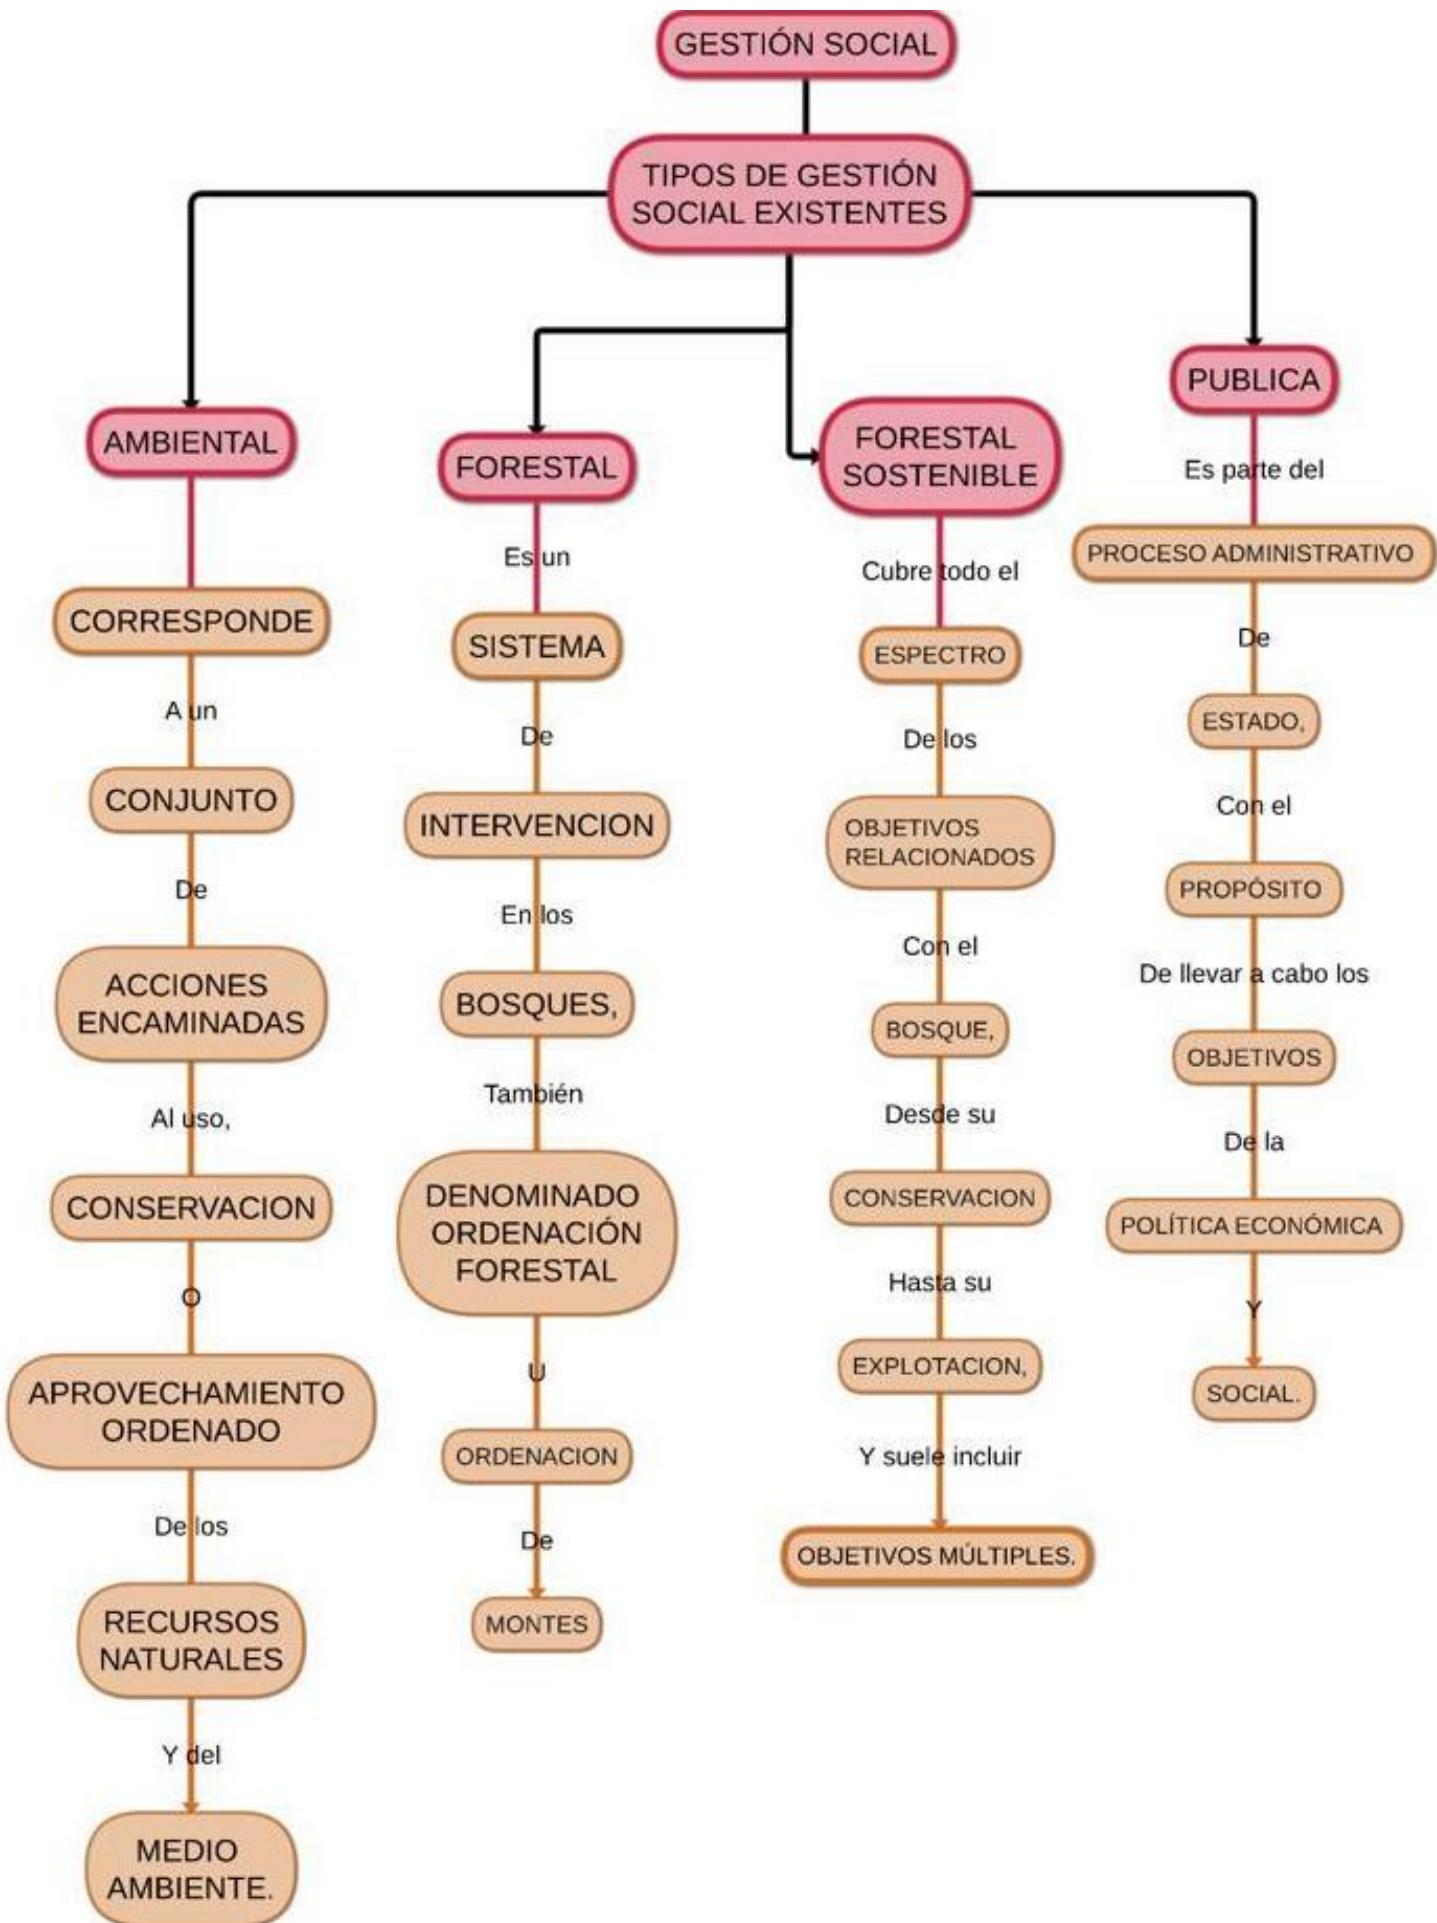 GESTIÓN SOCIAL
TIPOS DE GESTIÓN
SOCIAL EXISTENTES
AMBIENTAL
CORRESPONDE
A un
CONJUNTO
De
ACCIONES
ENCAMINADAS
Al uso,
CONSERVACION
O
APROVECHAMIENTO
ORDENADO
De los
RECURSOS
NATURALES
Y del
MEDIO
AMBIENTE.
FORESTAL
Es un
SISTEMA
De
INTERVENCION
En los
BOSQUES,
También
DENOMINADO
ORDENACIÓN
FORESTAL
U
ORDENACION
De
MONTES
FORESTAL
SOSTENIBLE
Cubre todo el
ESPECTRO
De los
OBJETIVOS
RELACIONADOS
Con el
BOSQUE,
Desde su
CONSERVACION
Hasta su
EXPLOTACION,
Y suele incluir
OBJETIVOS MÚLTIPLES.
PUBLICA
Es parte del
PROCESO ADMINISTRATIVO
De
ESTADO,
Con el
PROPÓSITO
De llevar a cabo los
OBJETIVOS
De la
POLÍTICA ECONÓMICA
Y
SOCIAL.